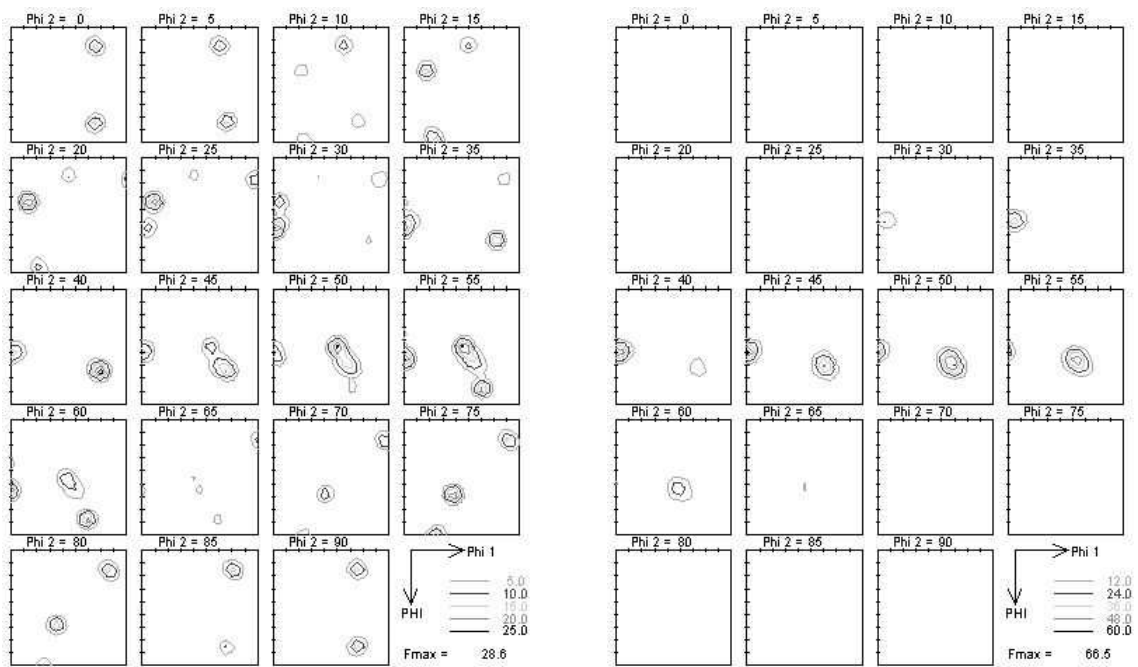 Phi 2 = 0 Phi 2 = 5 Phi 2 = 10 Phi 2 = 15
Phi 2 = 20 Phi 2 = 25 Phi 2 = 30 Phi 2 = 35
Phi 2 = 40 Phi 2 = 45 Phi 2 = 50 Phi 2 = 55
Phi 2 = 60 Phi 2 = 65 Phi 2 = 70 Phi 2 = 75
Phi 2 = 80 Phi 2 = 85 Phi 2 = 90
Phi 1
PHI
5.0
10.0
15.0
20.0
25.0
Fmax = 28.6
Phi 2 = 0 Phi 2 = 5 Phi 2 = 10 Phi 2 = 15
Phi 2 = 20 Phi 2 = 25 Phi 2 = 30 Phi 2 = 35
Phi 2 = 40 Phi 2 = 45 Phi 2 = 50 Phi 2 = 55
Phi 2 = 60 Phi 2 = 65 Phi 2 = 70 Phi 2 = 75
Phi 2 = 80 Phi 2 = 85 Phi 2 = 90
Phi 1
PHI
12.0
24.0
36.0
48.0
60.0
Fmax = 66.5